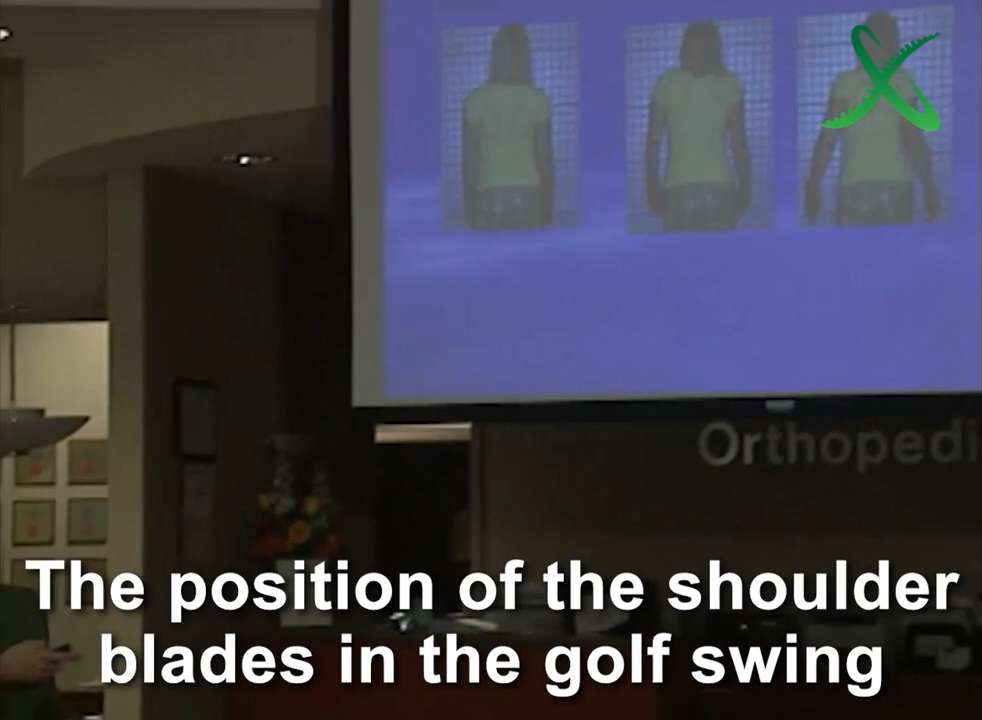 Orthopedi
The position of the shoulder
blades in the golf swing